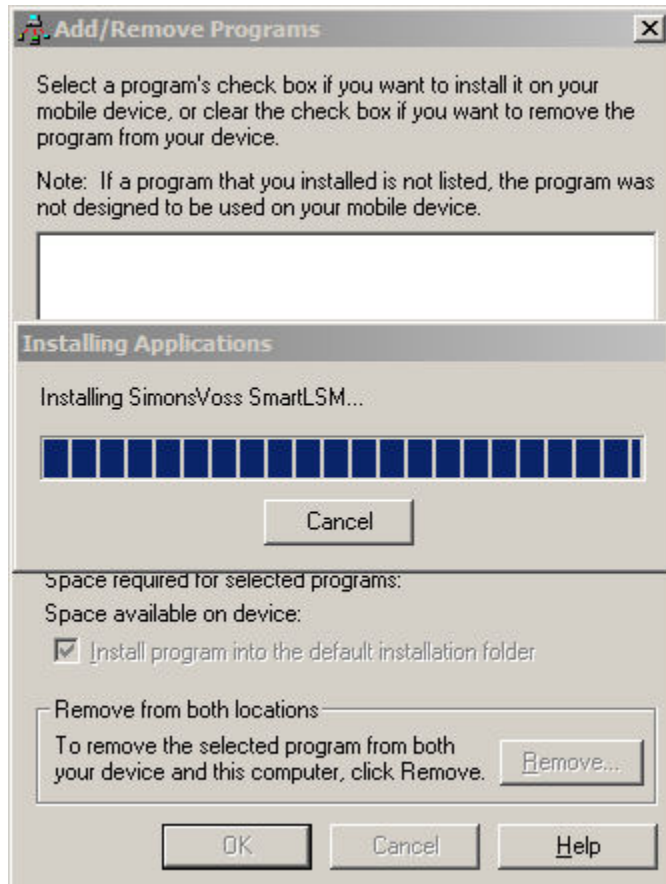 Add/Remove Programs
Select a program's check box if you want to install it on your
mobile device, or clear the check box if you want to remove the
program from your device.
Note: If a program that you installed is not listed, the program was
not designed to be used on your mobile device.
Installing Applications
Installing SimonsVoss SmartLSM...
Cancel
Space required for selected programs:
Space available on device:
Install program into the default installation folder
Remove from both locations
To remove the selected program from both
your device and this computer, click Remove.
Remove...
OK
Cancel
Help